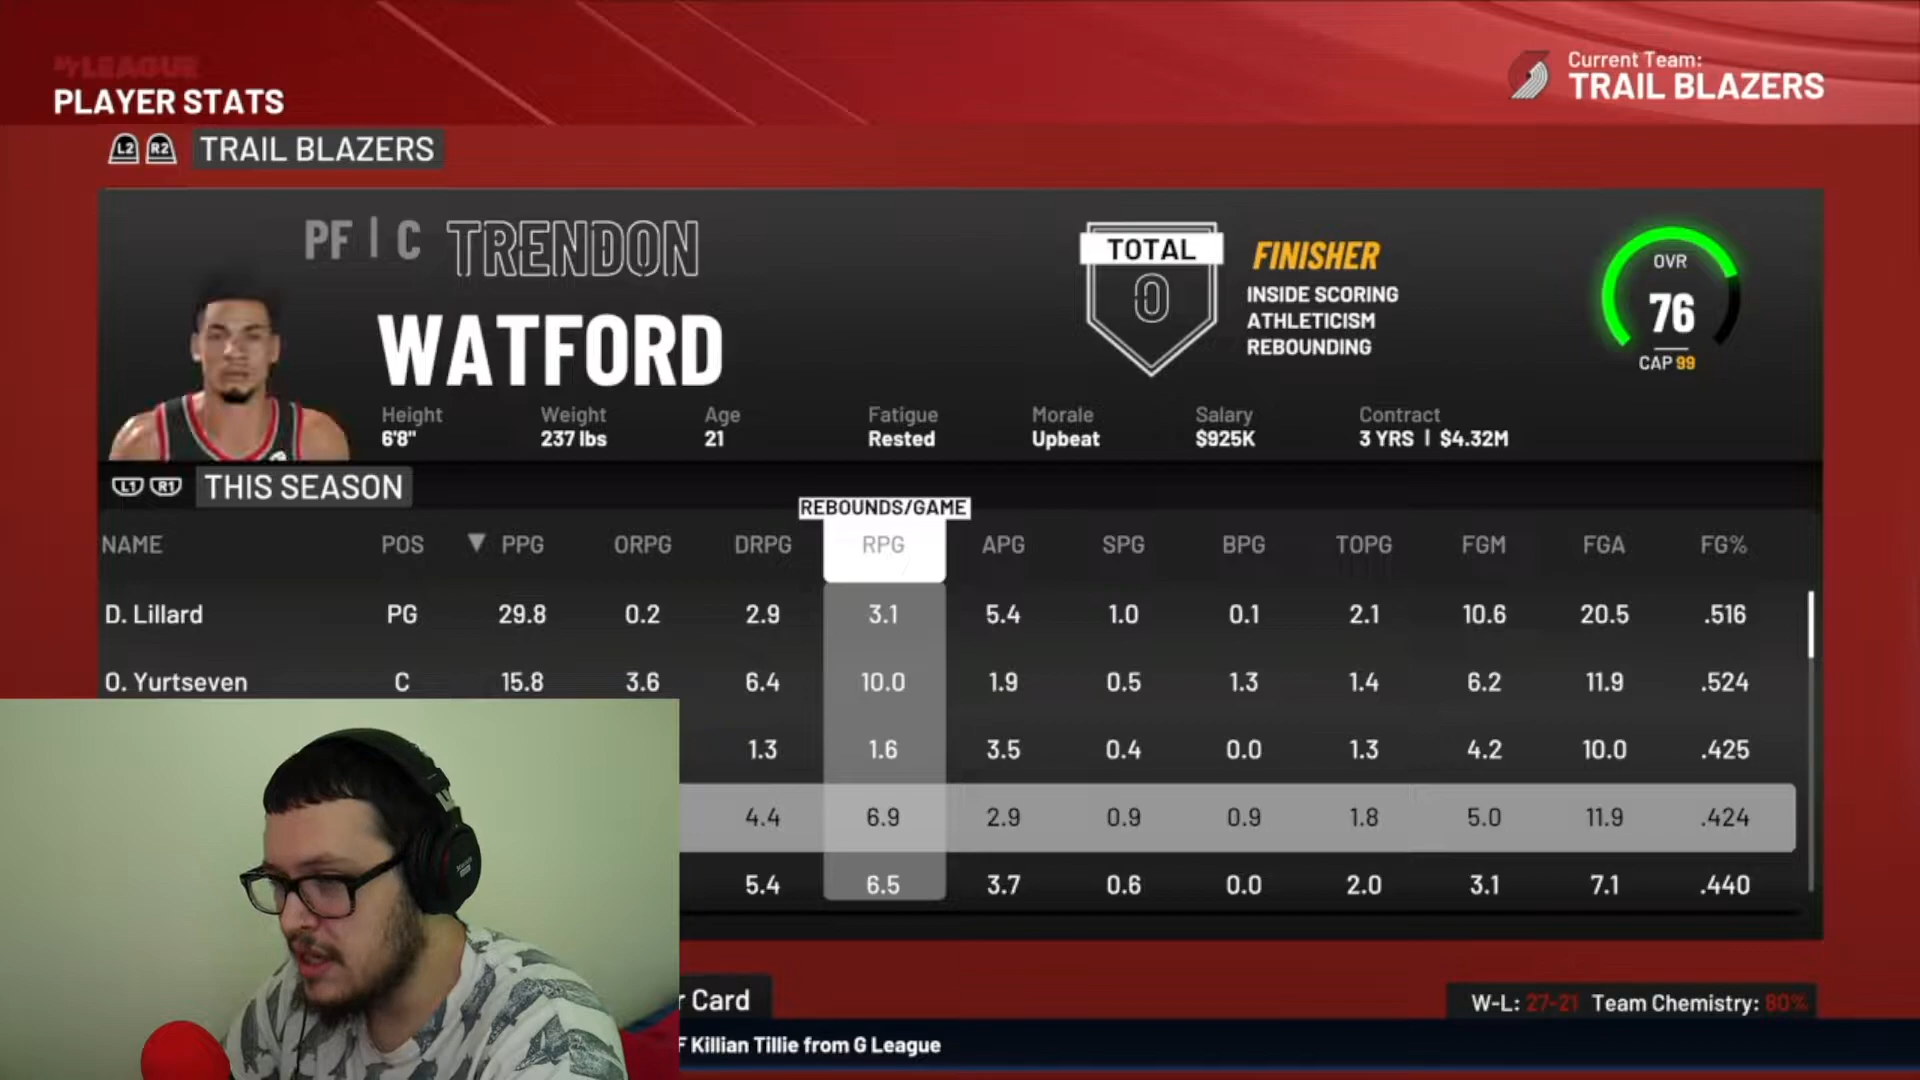 MYLEAGUE
PLAYER STATS
Current Team:
TRAIL BLAZERS
L2 R2 TRAIL BLAZERS
PF | C TRENDON
WATFORD
TOTAL
0
FINISHER
INSIDE SCORING
ATHLETICISM
REBOUNDING
OVR
76
CAP 99
Height Weight Age Fatigue Morale Salary Contract
6'8" 237 lbs 21 Rested Upbeat $925K 3 YRS | $4.32M
L1 R1 THIS SEASON
REBOUNDS/GAME
NAME POS ▼ PPG ORPG DRPG RPG APG SPG BPG TOPG FGM FGA FG%
D. Lillard PG 29.8 0.2 2.9 3.1 5.4 1.0 0.1 2.1 10.6 20.5 .516
O. Yurtseven C 15.8 3.6 6.4 10.0 1.9 0.5 1.3 1.4 6.2 11.9 .524
1.3 1.6 3.5 0.4 0.0 1.3 4.2 10.0 .425
4.4 6.9 2.9 0.9 0.9 1.8 5.0 11.9 .424
5.4 6.5 3.7 0.6 0.0 2.0 3.1 7.1 .440
r Card
W-L: 27-21 Team Chemistry: 80%
F Killian Tillie from G League